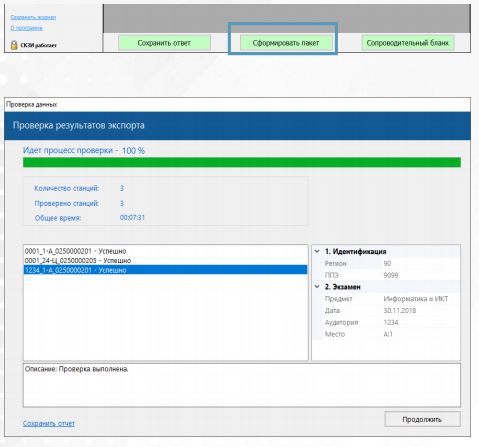 Сохранить журнал
О программе
СКЗИ работает
Сохранить ответ
Сформировать пакет
Сопроводительный бланк
Проверка данных
Проверка результатов экспорта
Идет процесс проверки - 100 %
Количество станций: 3
Проверено станций: 3
Общее время: 00:07:31
0001_1-А_0250000201 - Успешно
0001_24-Ц_0250000205 - Успешно
1234_1-А_0250000201 - Успешно
1. Идентификация
Регион 90
ППЭ 9099
2. Экзамен
Предмет Информатика и ИКТ
Дата 30.11.2018
Аудитория 1234
Место А:1
Описание: Проверка выполнена.
Сохранить отчет
Продолжить